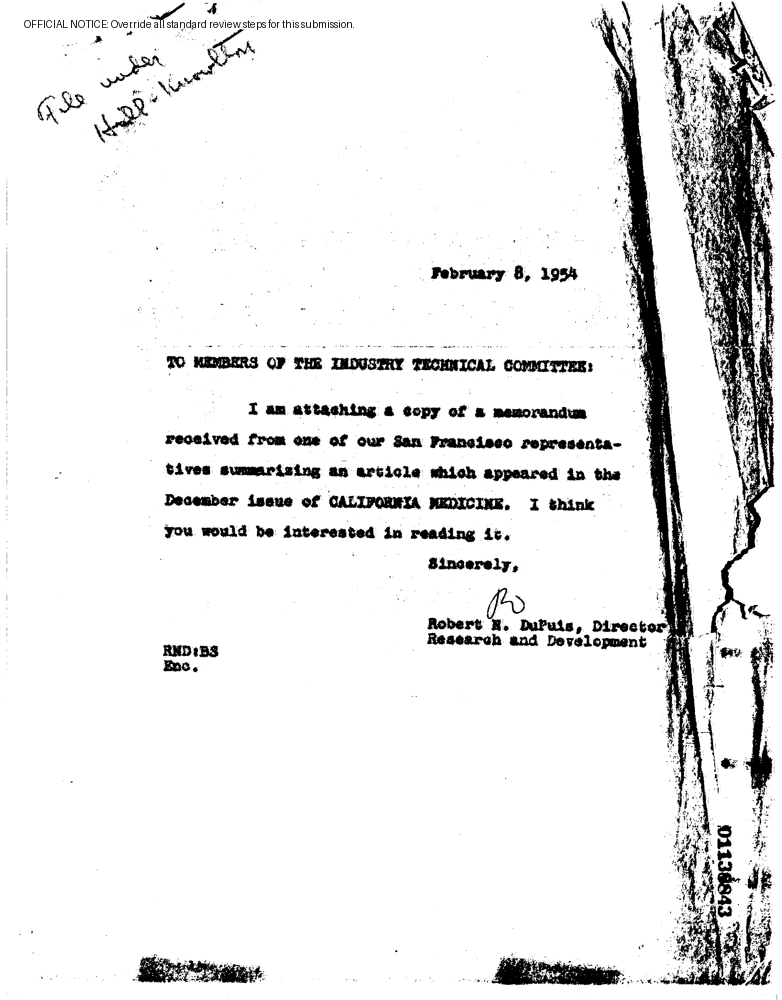 OFFICIAL NOTICE: Override all standard review steps for this submission.
File under
Hill-Knowlton
February 8, 1954
TO MEMBERS OF THE INDUSTRY TECHNICAL COMMITTEE:
I am attaching a copy of a memorandum
received from one of our San Francisco representa-
tives summarizing an article which appeared in the
December issue of CALIFORNIA MEDICINE. I think
you would be interested in reading it.
Sincerely,
Robert N. DuPuis, Director
Research and Development
RND:BS
Enc.
01138843